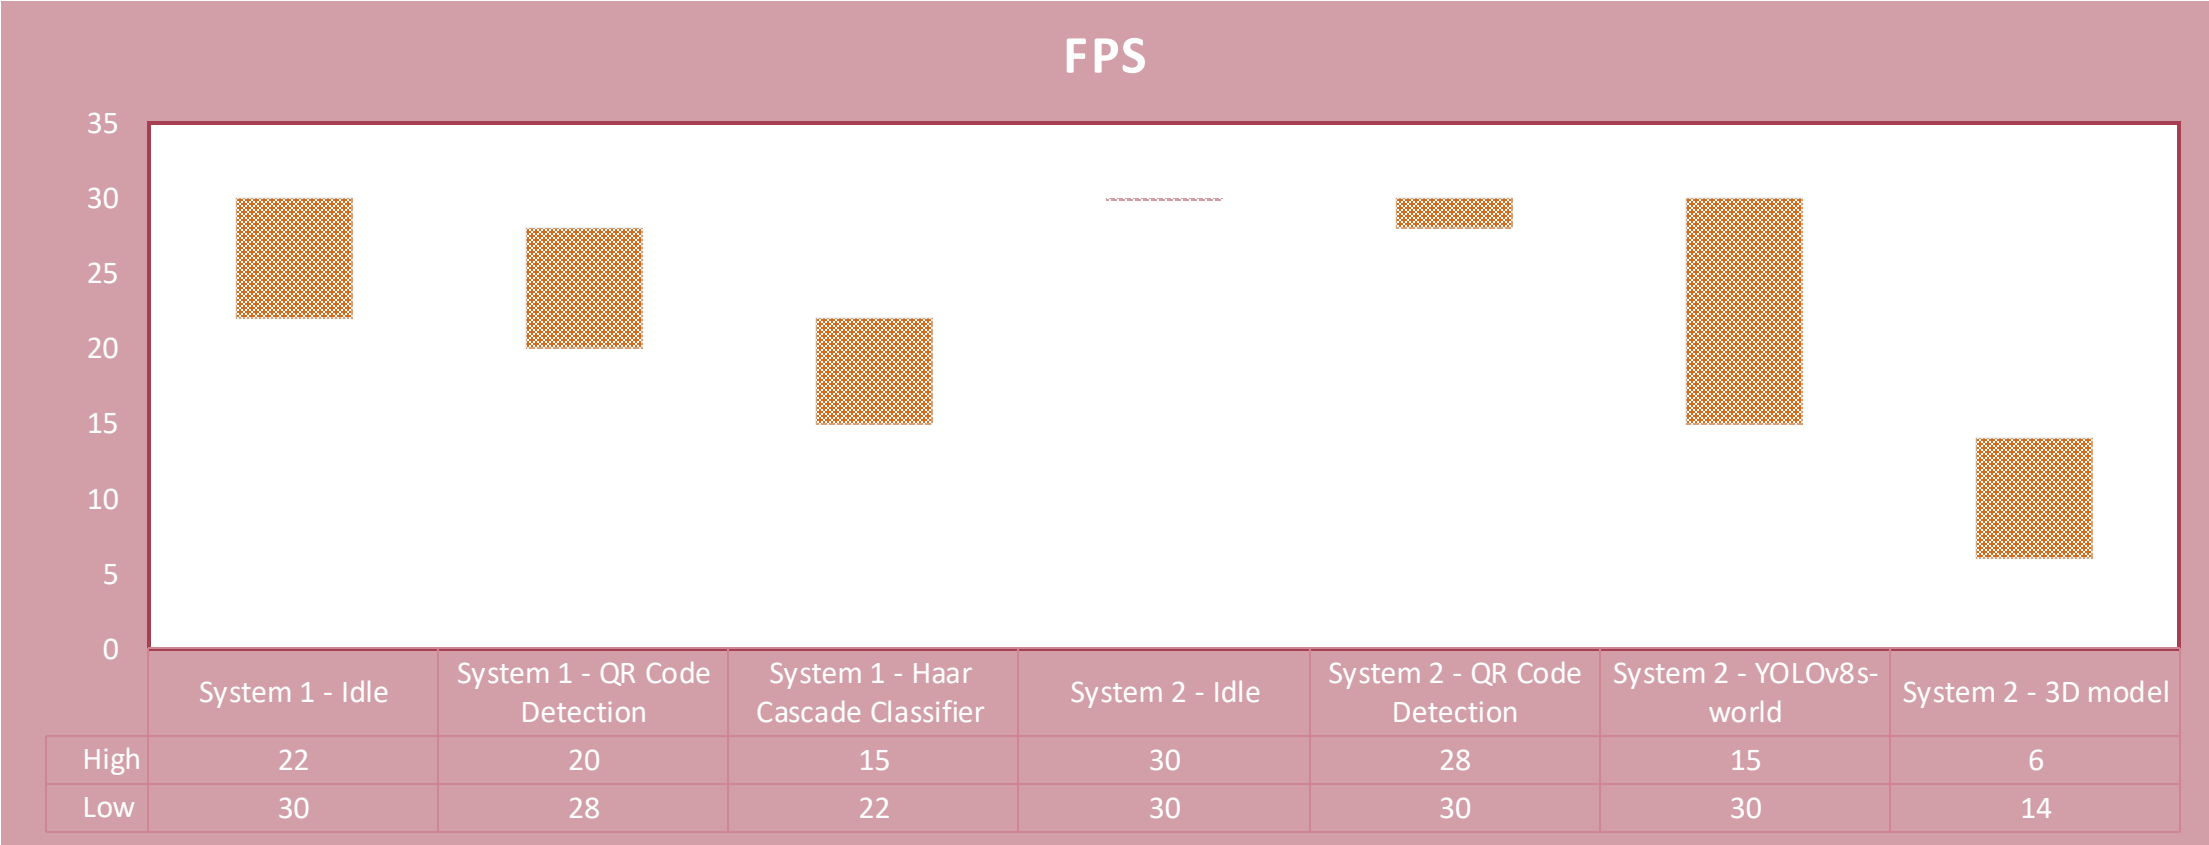 FPS
35
30
25
20
15
10
5
0
System 1 - Idle
System 1 - QR Code
Detection
System 1 - Haar
Cascade Classifier
System 2 - Idle
System 2 - QR Code
Detection
System 2 - YOLOv8s-
world
System 2 - 3D model
High 22 20 15 30 28 15 6
Low 30 28 22 30 30 30 14